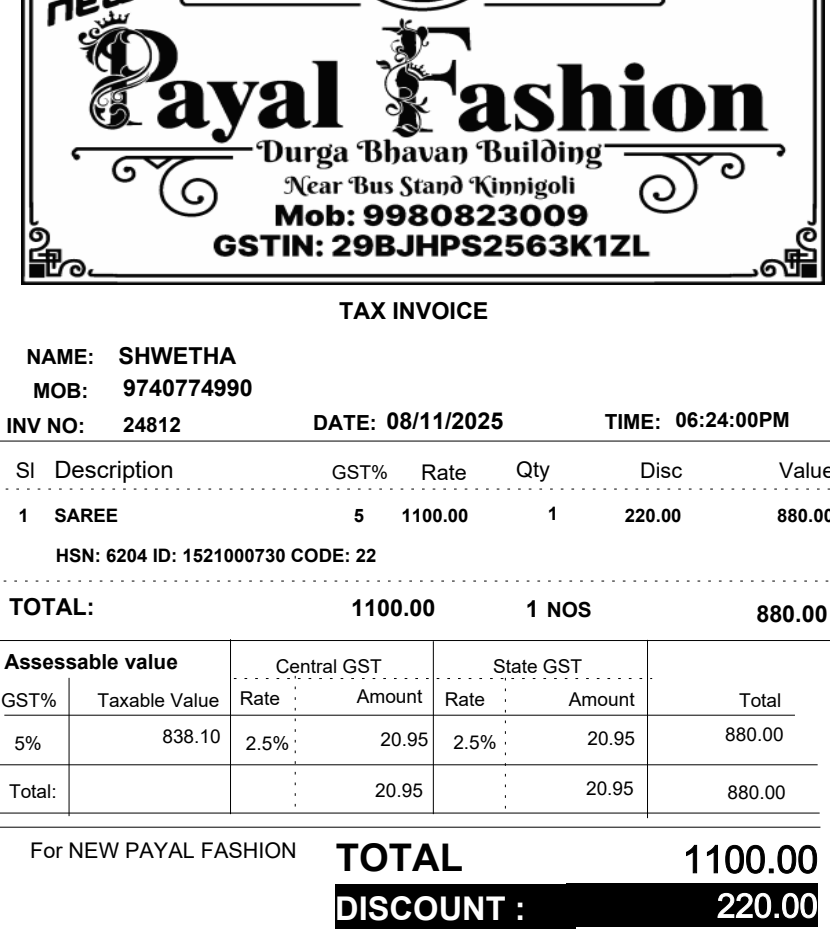 new
Payal Fashion
Durga Bhavan Building
Near Bus Stand Kinnigoli
Mob: 9980823009
GSTIN: 29BJHPS2563K1ZL
TAX INVOICE
NAME: SHWETHA
MOB: 9740774990
INV NO: 24812 DATE: 08/11/2025 TIME: 06:24:00PM
Sl Description GST% Rate Qty Disc Value
1 SAREE 5 1100.00 1 220.00 880.00
HSN: 6204 ID: 1521000730 CODE: 22
TOTAL: 1100.00 1 NOS 880.00
Assessable value Central GST State GST
GST% Taxable Value Rate Amount Rate Amount Total
5% 838.10 2.5% 20.95 2.5% 20.95 880.00
Total: 20.95 20.95 880.00
For NEW PAYAL FASHION TOTAL 1100.00
DISCOUNT : 220.00